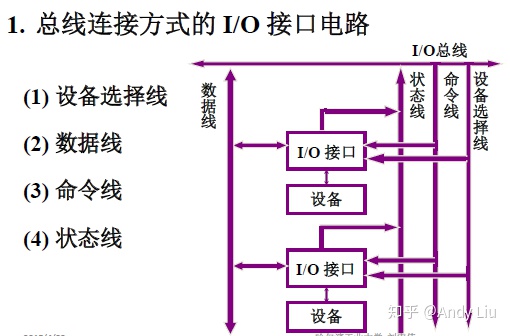 1. 总线连接方式的 I/O 接口电路
I/O总线
(1) 设备选择线
(2) 数据线
(3) 命令线
(4) 状态线
数据线
状态线
命令线
设备选择线
I/O 接口
设备
I/O 接口
设备
知乎 @Andy Liu